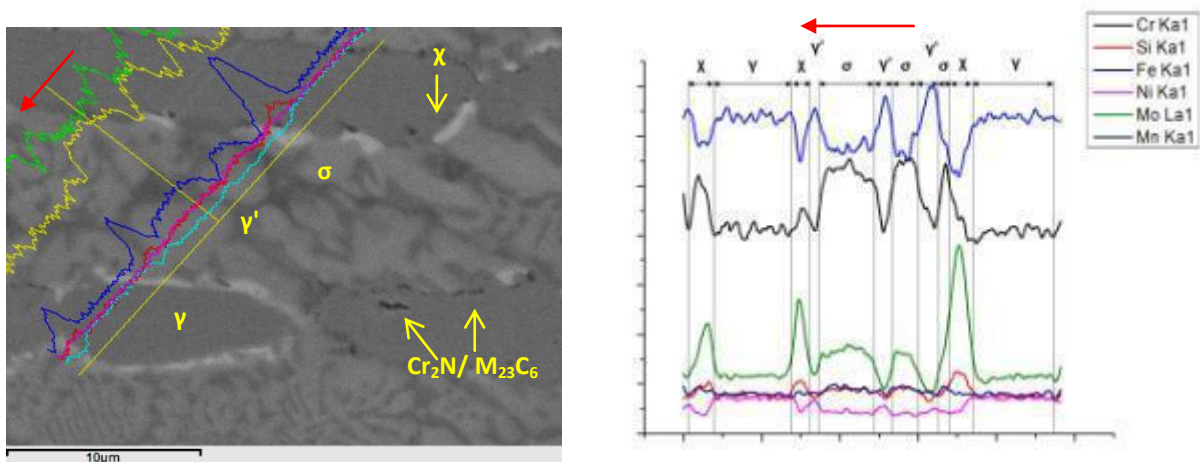 χ
σ
γ'
γ
Cr₂N/ M₂₃C₆
10µm
χ γ χ γ' σ γ' σ γ' σ χ γ
Cr Ka1
Si Ka1
Fe Ka1
Ni Ka1
Mo La1
Mn Ka1